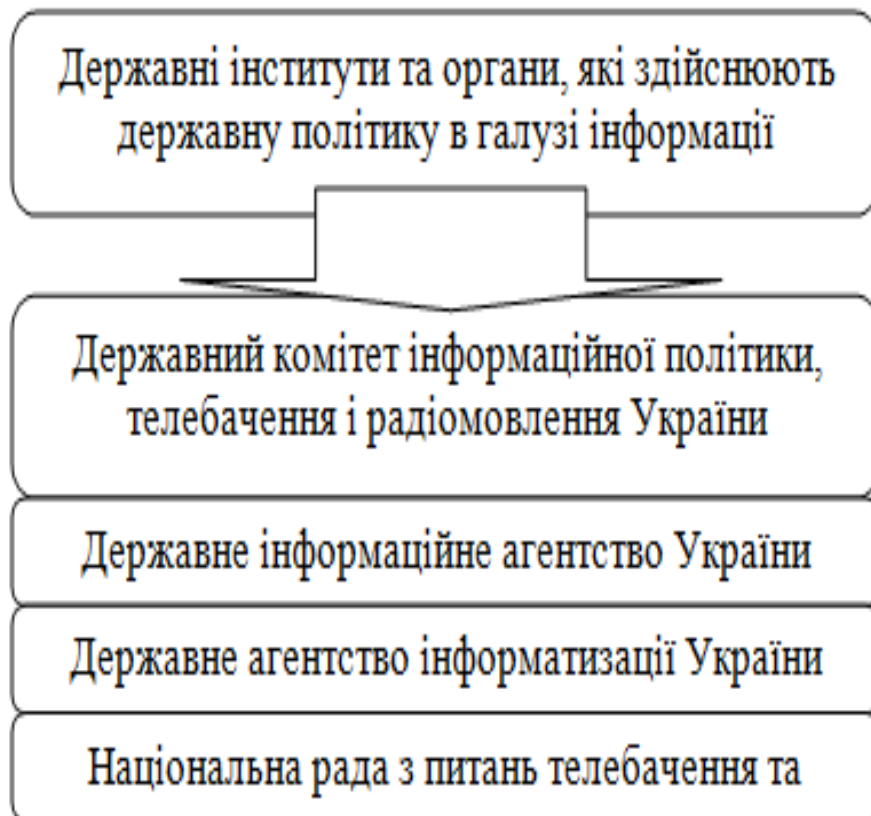 Державні інститути та органи, які здійснюють
державну політику в галузі інформації
Державний комітет інформаційної політики,
телебачення і радіомовлення України
Державне інформаційне агентство України
Державне агентство інформатизації України
Національна рада з питань телебачення та